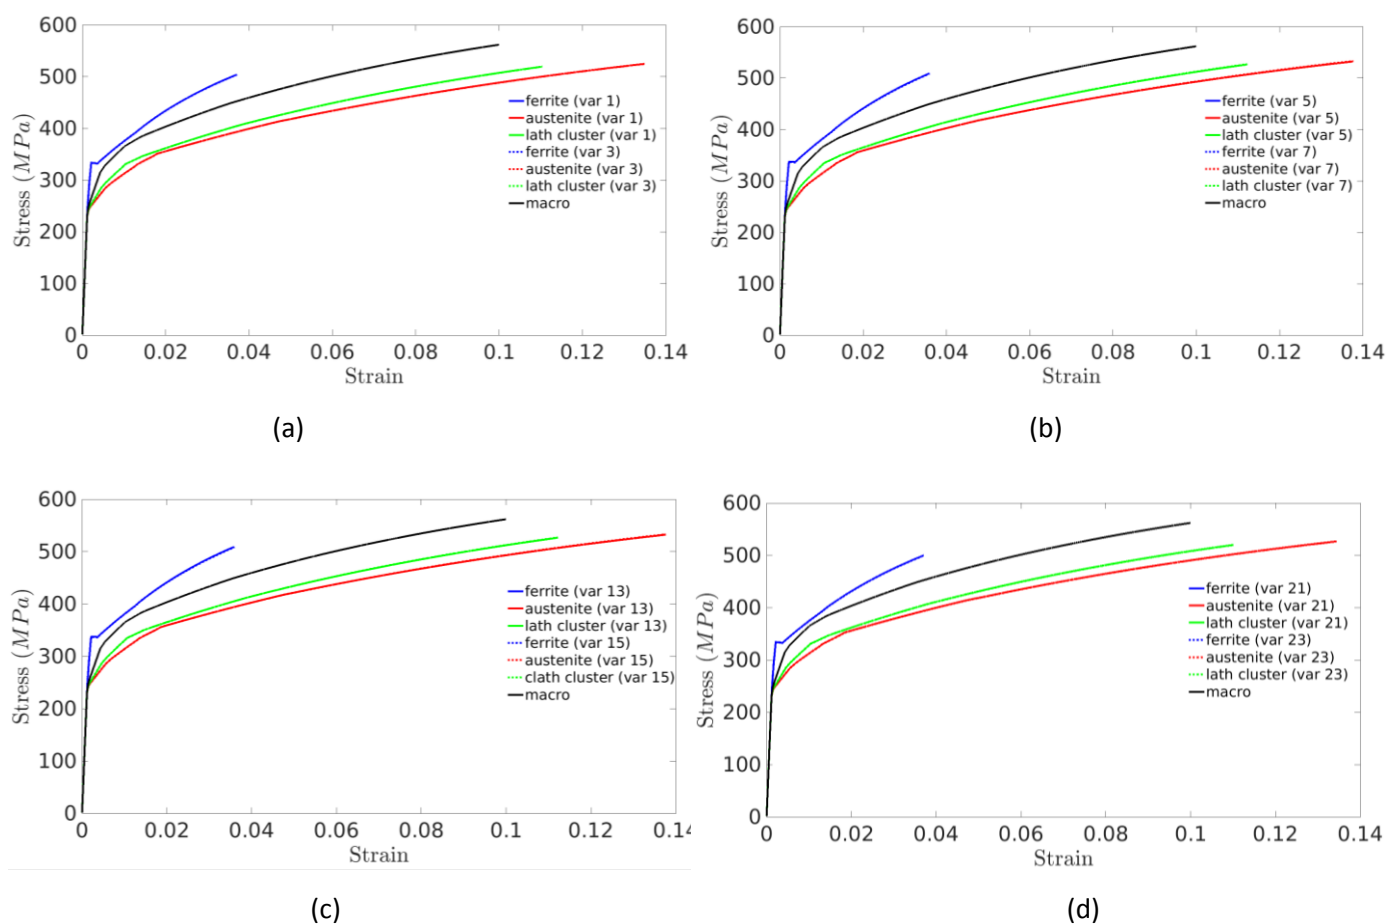 600
500
400
300
200
100
0
Stress (MPa)
0 0.02 0.04 0.06 0.08 0.1 0.12 0.14
Strain
ferrite (var 1)
austenite (var 1)
lath cluster (var 1)
ferrite (var 3)
austenite (var 3)
lath cluster (var 3)
macro
(a)
600
500
400
300
200
100
0
Stress (MPa)
0 0.02 0.04 0.06 0.08 0.1 0.12 0.14
Strain
ferrite (var 5)
austenite (var 5)
lath cluster (var 5)
ferrite (var 7)
austenite (var 7)
lath cluster (var 7)
macro
(b)
600
500
400
300
200
100
0
Stress (MPa)
0 0.02 0.04 0.06 0.08 0.1 0.12 0.14
Strain
ferrite (var 13)
austenite (var 13)
lath cluster (var 13)
ferrite (var 15)
austenite (var 15)
clath cluster (var 15)
macro
(c)
600
500
400
300
200
100
0
Stress (MPa)
0 0.02 0.04 0.06 0.08 0.1 0.12 0.14
Strain
ferrite (var 21)
austenite (var 21)
lath cluster (var 21)
ferrite (var 23)
austenite (var 23)
lath cluster (var 23)
macro
(d)